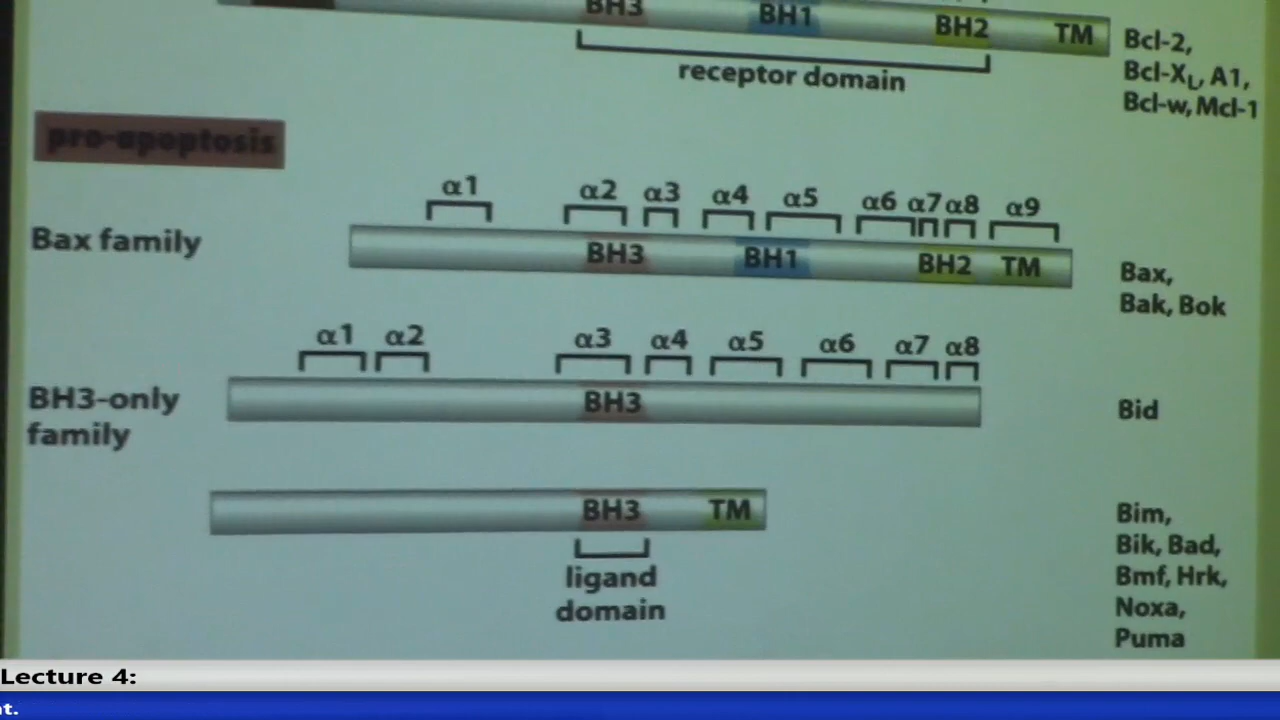 BH3 BH1 BH2 TM
Bcl-2,
Bcl-XL, A1,
Bcl-w, Mcl-1
receptor domain
pro-apoptosis
α1 α2 α3 α4 α5 α6 α7 α8 α9
Bax family
BH3 BH1 BH2 TM
Bax,
Bak, Bok
α1 α2 α3 α4 α5 α6 α7 α8
BH3-only
family
BH3
Bid
BH3 TM
ligand
domain
Bim,
Bik, Bad,
Bmf, Hrk,
Noxa,
Puma
Lecture 4: